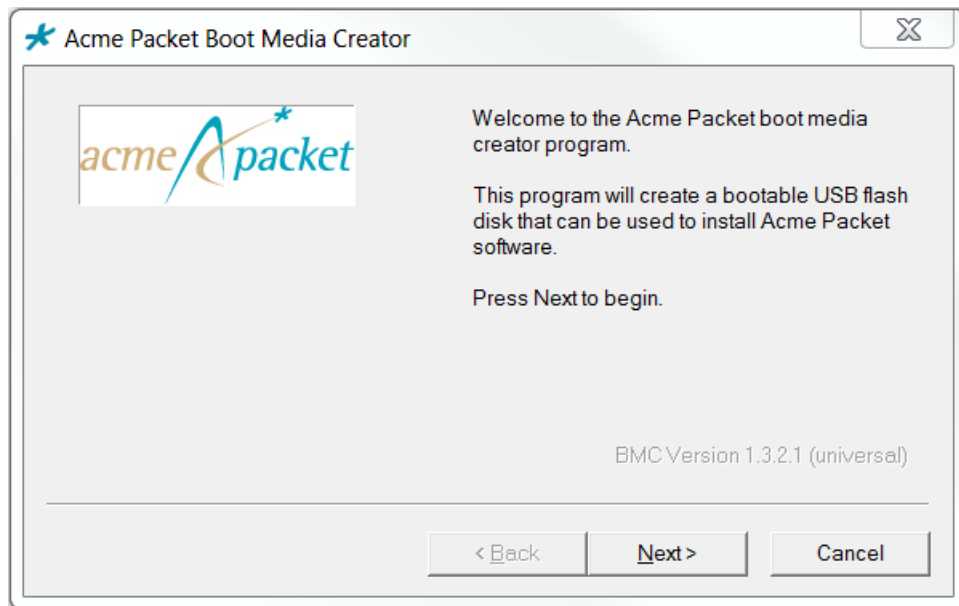 Acme Packet Boot Media Creator
acme packet
Welcome to the Acme Packet boot media
creator program.
This program will create a bootable USB flash
disk that can be used to install Acme Packet
software.
Press Next to begin.
BMC Version 1.3.2.1 (universal)
< Back
Next >
Cancel